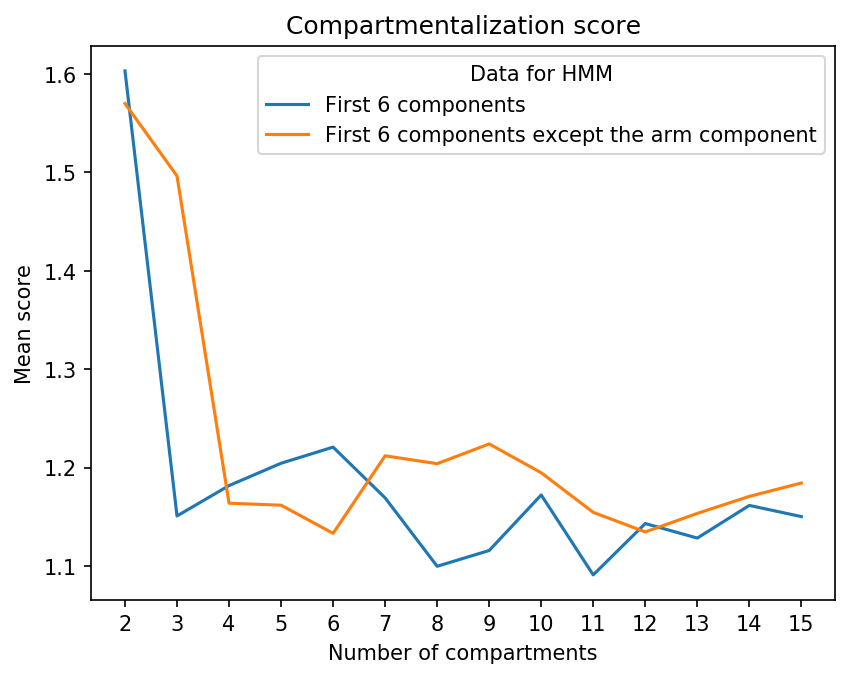 Compartmentalization score
Data for HMM
First 6 components
First 6 components except the arm component
Mean score
1.6
1.5
1.4
1.3
1.2
1.1
2 3 4 5 6 7 8 9 10 11 12 13 14 15
Number of compartments